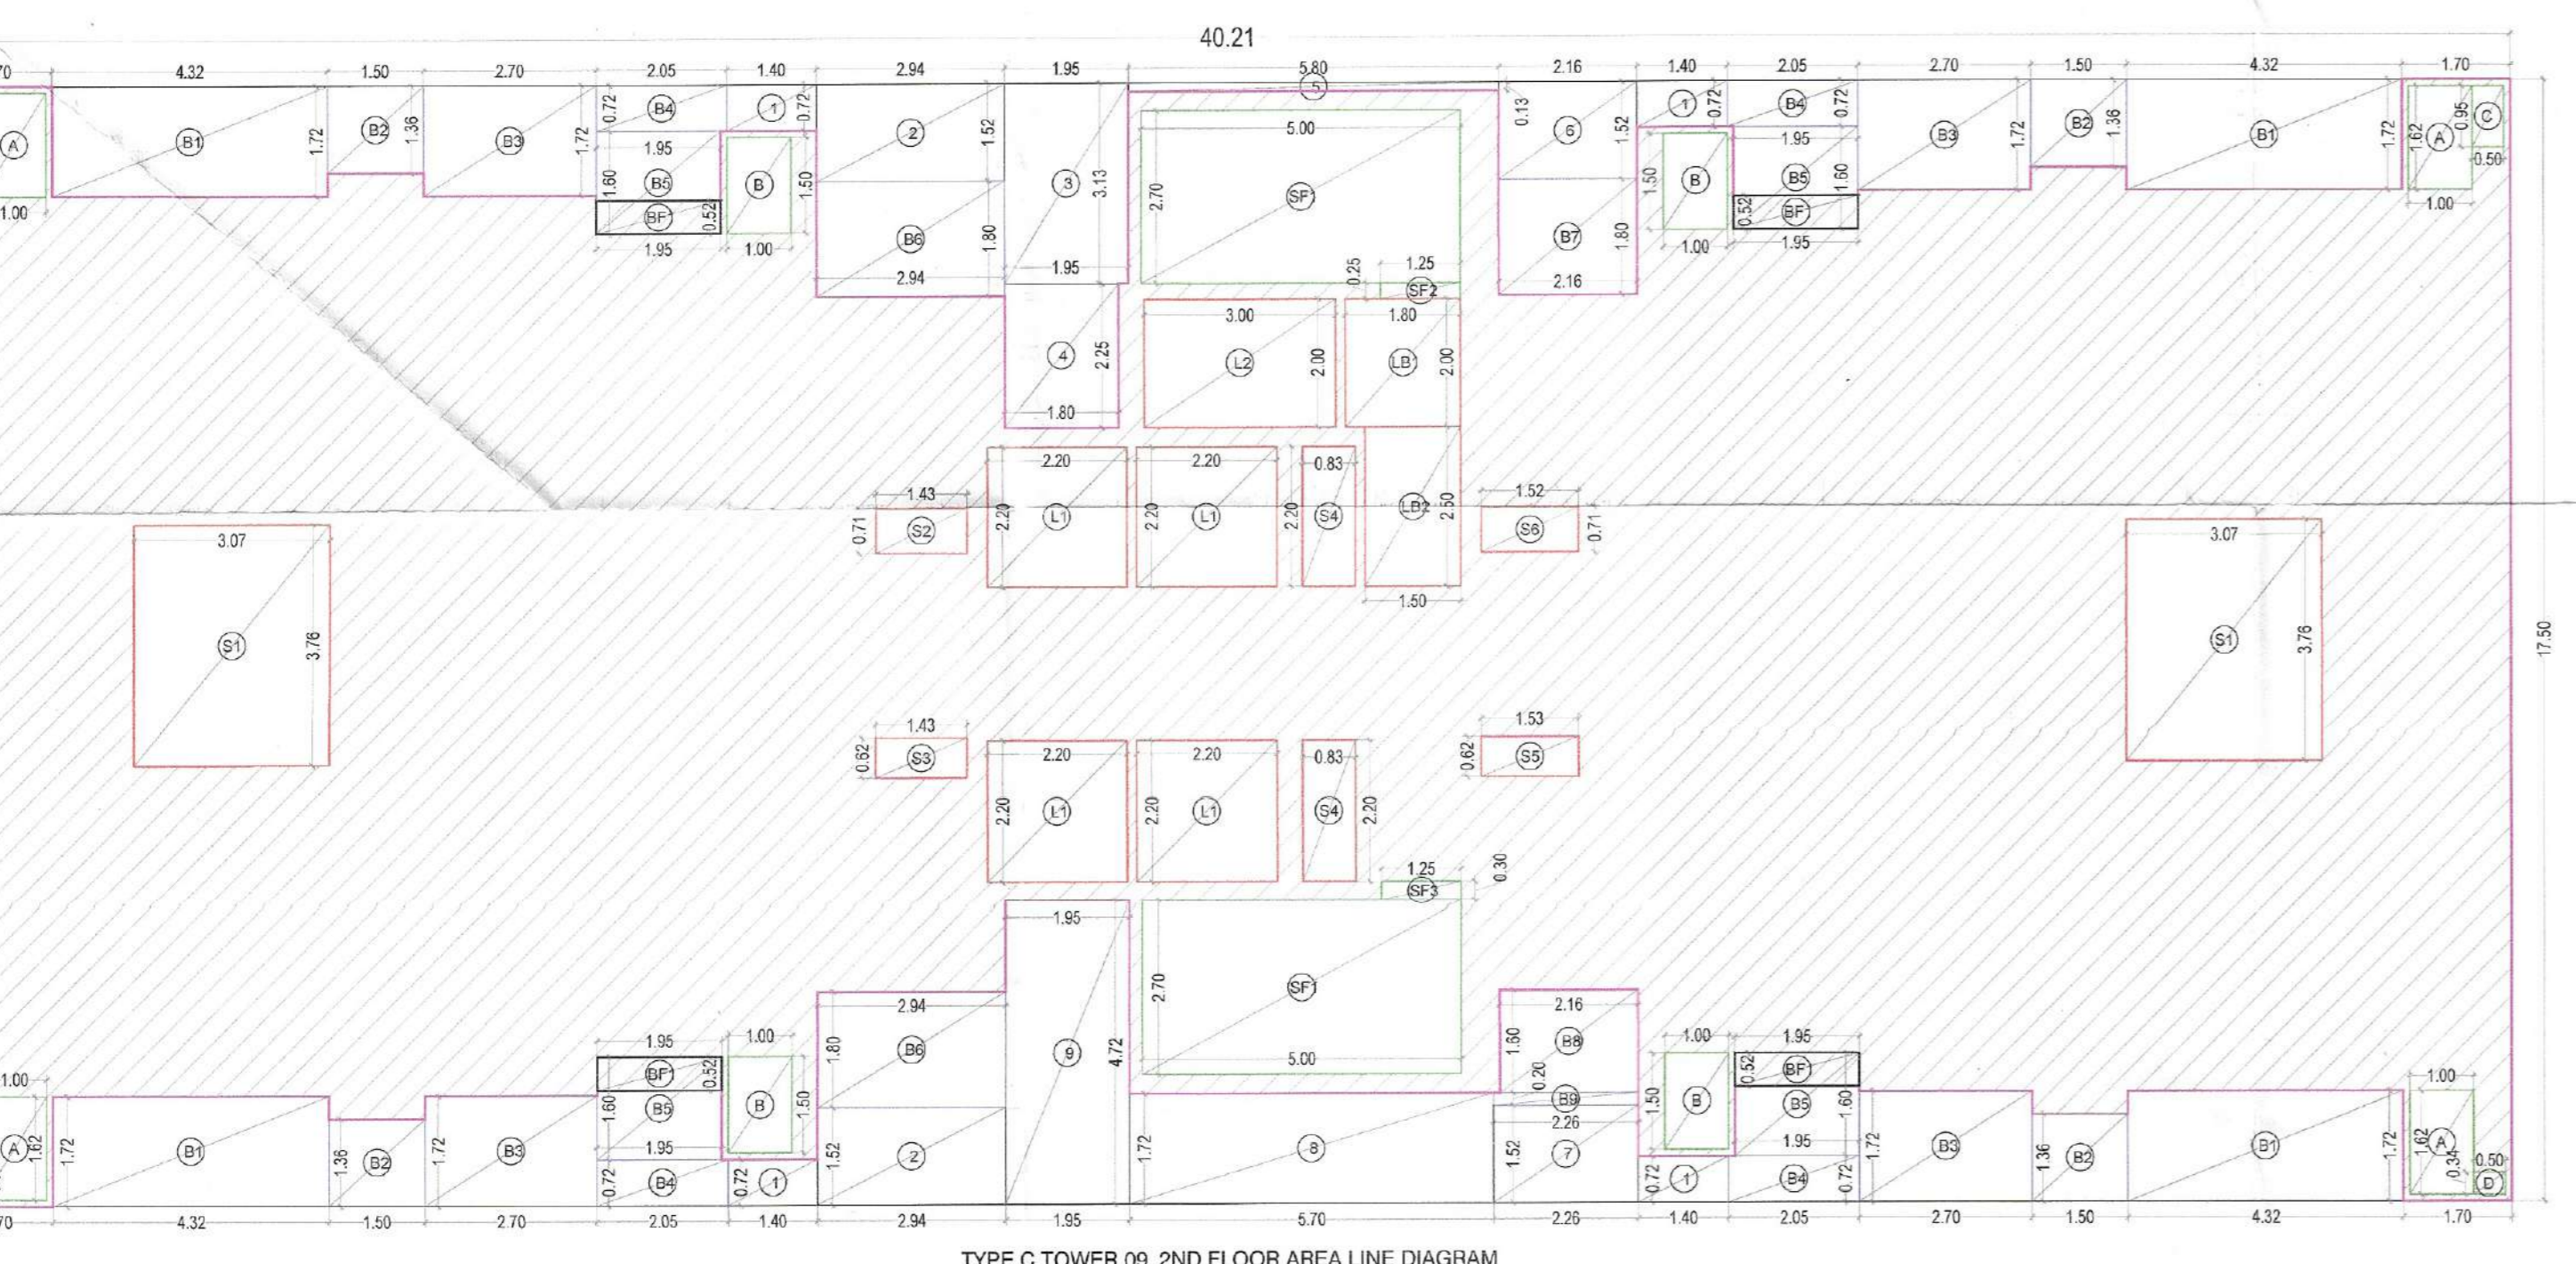 40.21
70 4.32 1.50 2.70 2.05 1.40 2.94 1.95 5.80 2.16 1.40 2.05 2.70 1.50 4.32 1.70
A B1 1.72 B2 1.36 B3 1.72 0.72 B4 1 0.72 2 1.52 3 3.13 5 0.13 6 1.52 1 0.72 B4 0.72 B3 1.72 B2 1.36 B1 1.72 1.62 A 0.95 C
1.95 5.00 1.95 0.50
1.60 B5 B 1.50 2.70 SF1 1.50 B B5 1.60
1.00 BF 0.52 B6 1.80 B7 1.80 0.52 BF 1.00
1.95 1.00 2.94 1.95 0.25 1.25 2.16 1.00 1.95
SF2
3.00 1.80
4 2.25 L2 2.00 LB 2.00
1.80
2.20 2.20 0.83
1.43 1.52
0.71 S2 2.20 L1 2.20 L1 2.20 S4 LB2 2.50 S6 0.71
3.07 3.07
1.50
S1 3.76 S1 3.76 17.50
1.43 1.53
0.62 S3 2.20 2.20 0.83 0.62 S5
2.20 L1 2.20 L1 S4 2.20
1.25 0.30
SF3
1.95
2.70 SF1
2.94 2.16
1.95 1.00 1.80 B6 9 4.72 5.00 1.60 B8 1.00 1.95
BF 0.52 0.20 0.52 BF
1.00 1.60 B5 B 1.50 B9 1.50 B B5 1.60 1.00
1.95 2.26 1.95
A 1.62 1.72 B1 1.36 B2 1.72 B3 0.72 B4 0.72 1 1.52 2 1.72 8 1.52 7 0.72 1 B4 0.72 1.72 B3 1.36 B2 B1 1.72 1.62 A 0.34 0.50 D
70 4.32 1.50 2.70 2.05 1.40 2.94 1.95 5.70 2.26 1.40 2.05 2.70 1.50 4.32 1.70
TYPE C TOWER 09, 2ND FLOOR AREA LINE DIAGRAM